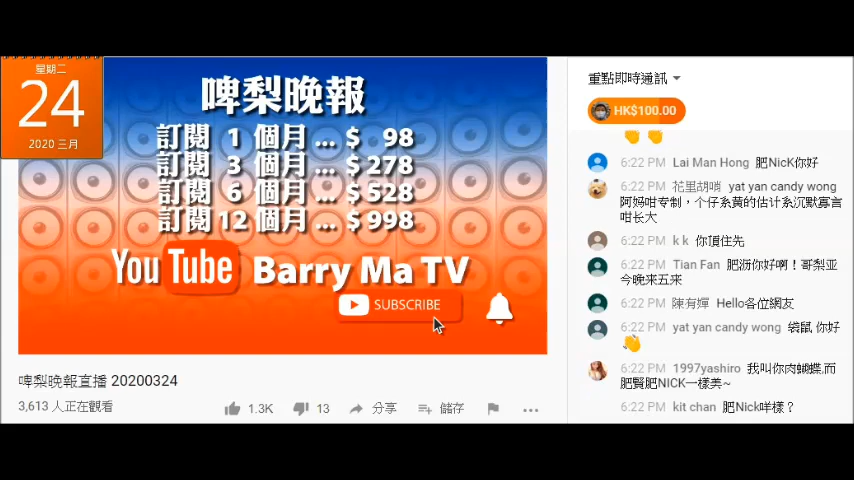 星期二
24
2020 三月
啤梨晚報
訂閱 1 個月 ... $ 98
訂閱 3 個月 ... $ 278
訂閱 6 個月 ... $ 528
訂閱 12 個月 ... $ 998
YouTube Barry Ma TV
SUBSCRIBE
啤梨晚報直播 20200324
3,613 人正在觀看
1.3K
13
分享
儲存
重點即時通訊
HK$100.00
6:22 PM Lai Man Hong 肥NicK你好
6:22 PM 花里胡哨 yat yan candy wong
阿妈咁专制，个仔系黄的估计系沉默寡言
咁长大
6:22 PM k k 你頂住先
6:22 PM Tian Fan 肥沥你好啊！哥梨亚
今晚来五来
6:22 PM 陳有輝 Hello各位網友
6:22 PM yat yan candy wong 袋鼠,你好
6:22 PM 1997yashiro 我叫你肉蝴蝶,而
肥賢肥NICK一樣美~
6:22 PM kit chan 肥Nick咩樣？